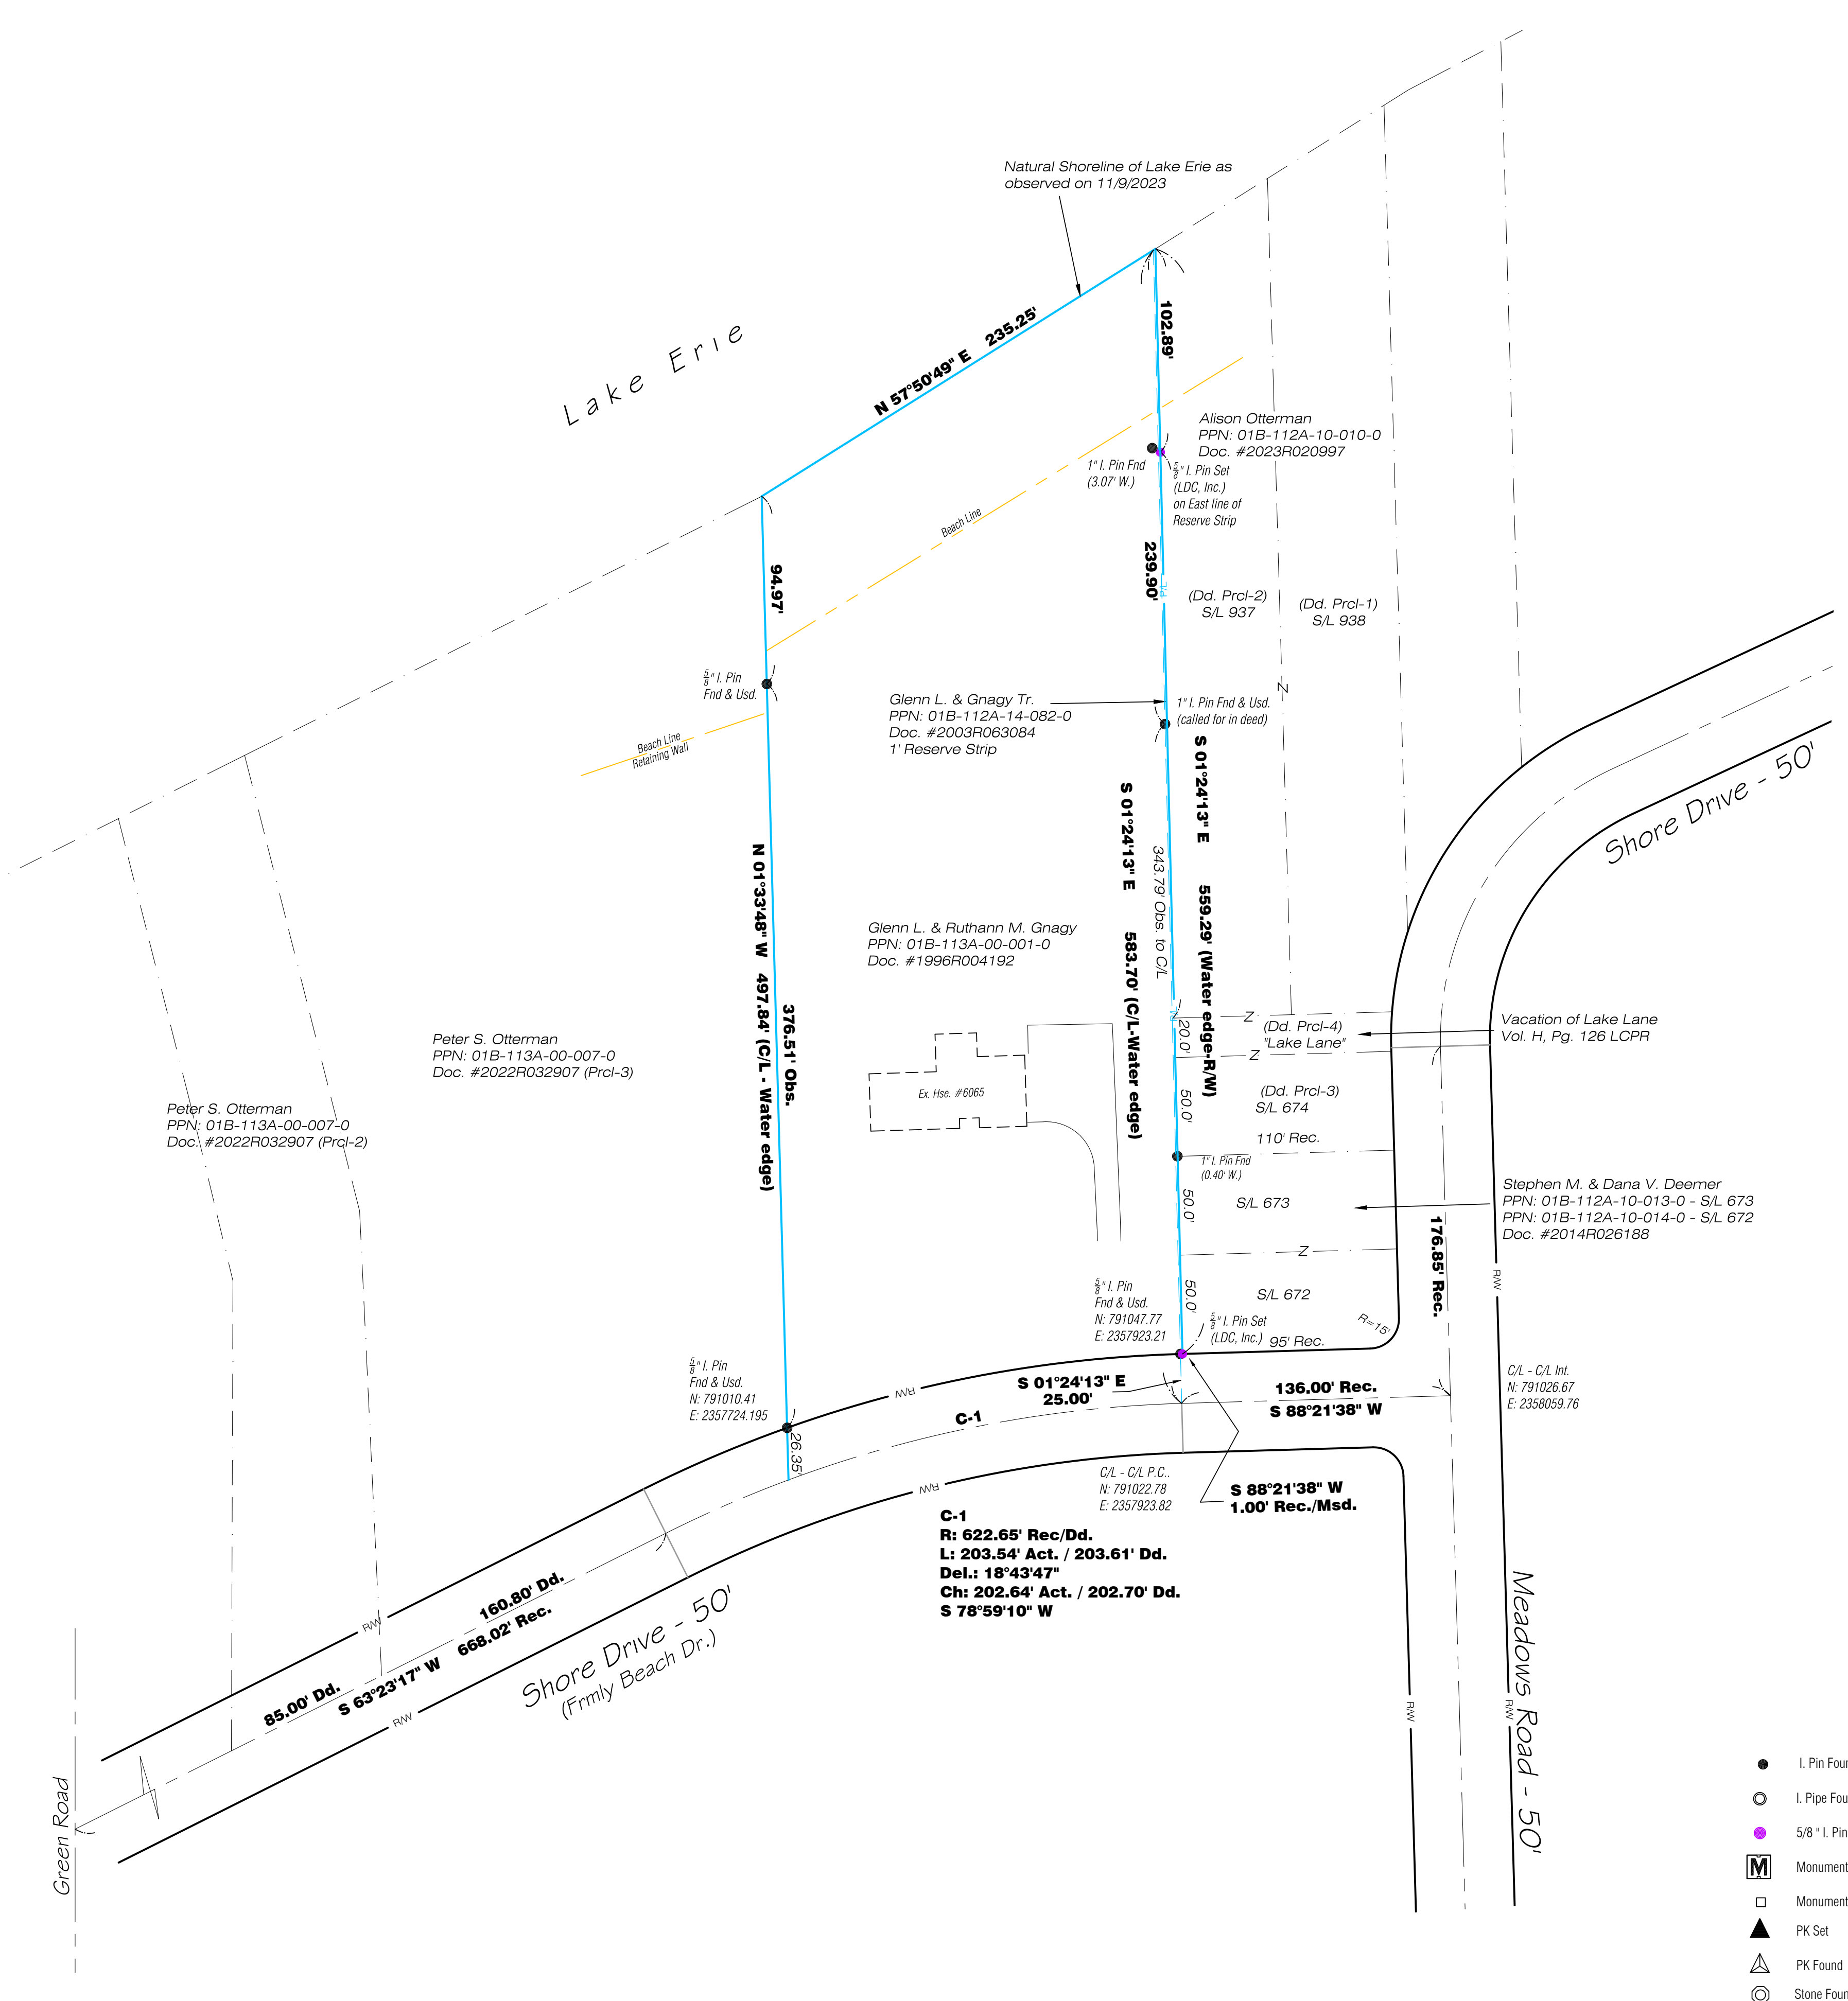 Natural Shoreline of Lake Erie as
observed on 11/9/2023
Lake Erie
N 57°50'49" E 235.25'
102.89'
Alison Otterman
PPN: 01B-112A-10-010-0
Doc. #2023R020997
1" I. Pin Fnd
(3.07' W.)
5/8" I. Pin Set
(LDC, Inc.)
on East line of
Reserve Strip
Beach Line
94.97'
239.90'
P/L
(Dd. Prcl-2)
S/L 937
(Dd. Prcl-1)
S/L 938
5/8" I. Pin
Fnd & Usd.
Z
Glenn L. & Gnagy Tr.
PPN: 01B-112A-14-082-0
Doc. #2003R063084
1' Reserve Strip
1" I. Pin Fnd & Usd.
(called for in deed)
Beach Line
Retaining Wall
S 01°24'13" E 559.29' (Water edge-R/W)
S 01°24'13" E 583.70' (C/L-Water edge)
343.79' Obs. to C/L
N 01°33'48" W 497.84' (C/L - Water edge)
376.51' Obs.
Shore Drive - 50'
Glenn L. & Ruthann M. Gnagy
PPN: 01B-113A-00-001-0
Doc. #1996R004192
Peter S. Otterman
PPN: 01B-113A-00-007-0
Doc. #2022R032907 (Prcl-3)
Peter S. Otterman
PPN: 01B-113A-00-007-0
Doc. #2022R032907 (Prcl-2)
Ex. Hse. #6065
20.0'
Z
(Dd. Prcl-4)
"Lake Lane"
Z
Vacation of Lake Lane
Vol. H, Pg. 126 LCPR
50.0'
(Dd. Prcl-3)
S/L 674
110' Rec.
1" I. Pin Fnd
(0.40' W.)
50.0'
S/L 673
Z
Stephen M. & Dana V. Deemer
PPN: 01B-112A-10-013-0 - S/L 673
PPN: 01B-112A-10-014-0 - S/L 672
Doc. #2014R026188
176.85' Rec.
R/W
50.0'
S/L 672
5/8" I. Pin
Fnd & Usd.
N: 791047.77
E: 2357923.21
5/8" I. Pin Set
(LDC, Inc.)
95' Rec.
R=15'
5/8" I. Pin
Fnd & Usd.
N: 791010.41
E: 2357724.195
R/W
S 01°24'13" E
25.00'
136.00' Rec.
S 88°21'38" W
C/L - C/L Int.
N: 791026.67
E: 2358059.76
C-1
26.35'
R/W
C/L - C/L P.C..
N: 791022.78
E: 2357923.82
S 88°21'38" W
1.00' Rec./Msd.
C-1
R: 622.65' Rec/Dd.
L: 203.54' Act. / 203.61' Dd.
Del.: 18°43'47"
Ch: 202.64' Act. / 202.70' Dd.
S 78°59'10" W
160.80' Dd.
R/W
668.02' Rec.
85.00' Dd.
S 63°23'17" W
R/W
Shore Drive - 50'
(Frmly Beach Dr.)
Green Road
Meadows Road - 50'
R/W
R/W
I. Pin Foun
I. Pipe Fou
5/8 " I. Pin
M
Monument
Monument
PK Set
PK Found
Stone Foun